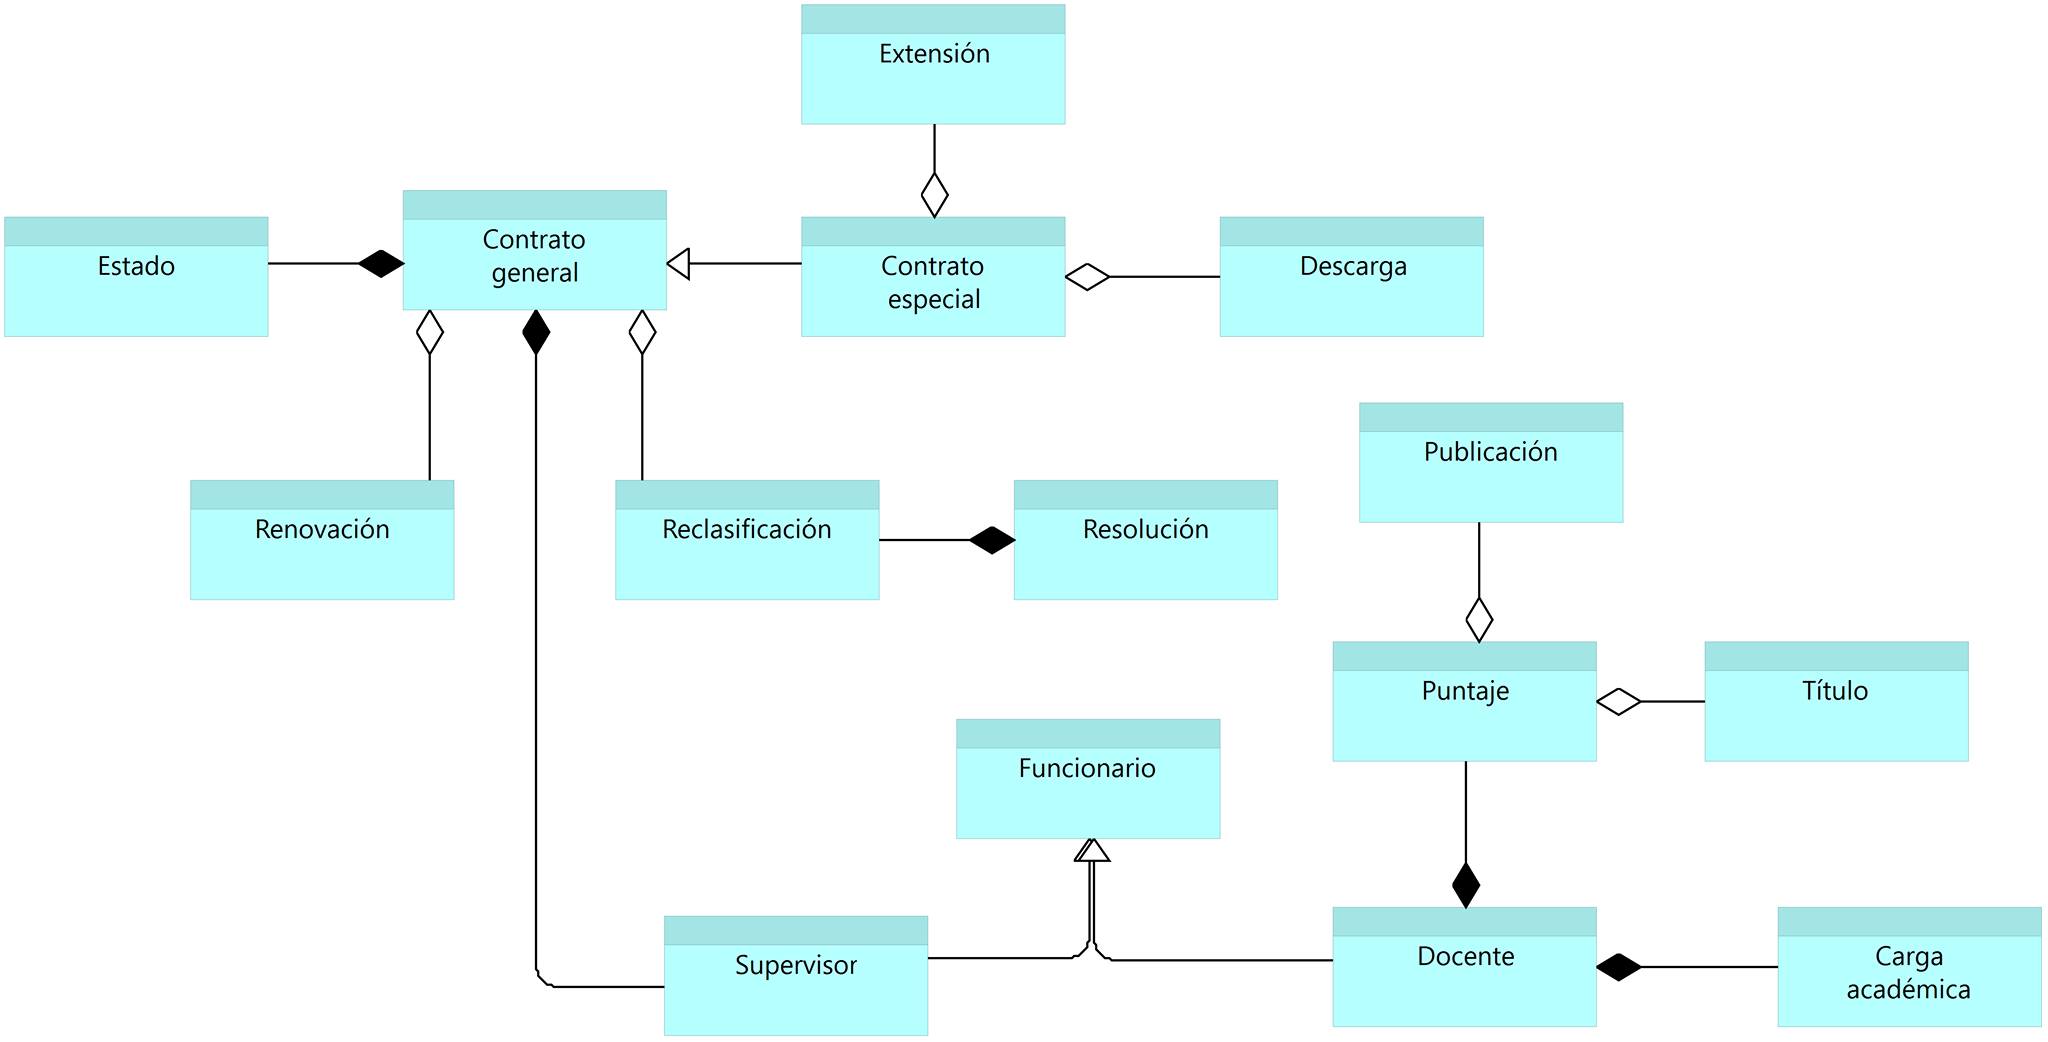 Extensión
Estado
Contrato
general
Contrato
especial
Descarga
Publicación
Renovación
Reclasificación
Resolución
Puntaje
Título
Funcionario
Supervisor
Docente
Carga
académica